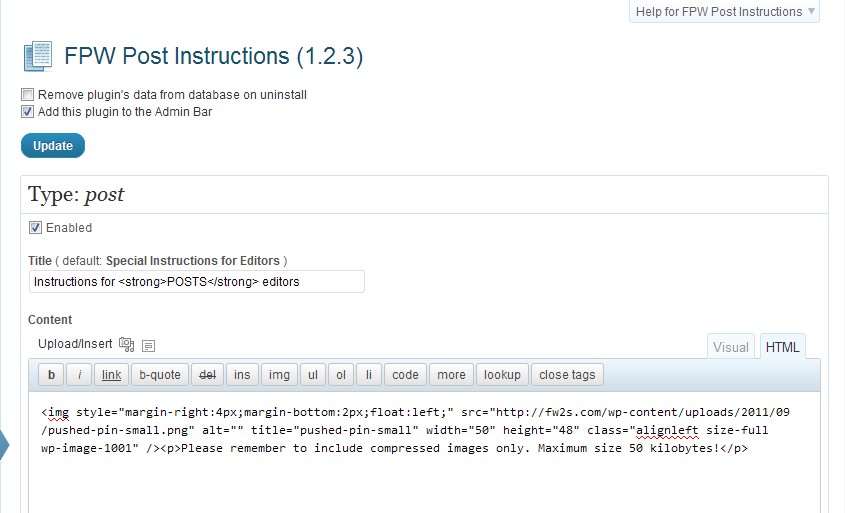 Help for FPW Post Instructions
FPW Post Instructions (1.2.3)
Remove plugin's data from database on uninstall
Add this plugin to the Admin Bar
Update
Type: post
Enabled
Title ( default: Special Instructions for Editors )
Instructions for <strong>POSTS</strong> editors
Content
Upload/Insert
Visual HTML
b i link b-quote del ins img ul ol li code more lookup close tags
<img style="margin-right:4px;margin-bottom:2px;float:left;" src="http://fw2s.com/wp-content/uploads/2011/09
/pushed-pin-small.png" alt="" title="pushed-pin-small" width="50" height="48" class="alignleft size-full
wp-image-1001" /><p>Please remember to include compressed images only. Maximum size 50 kilobytes!</p>